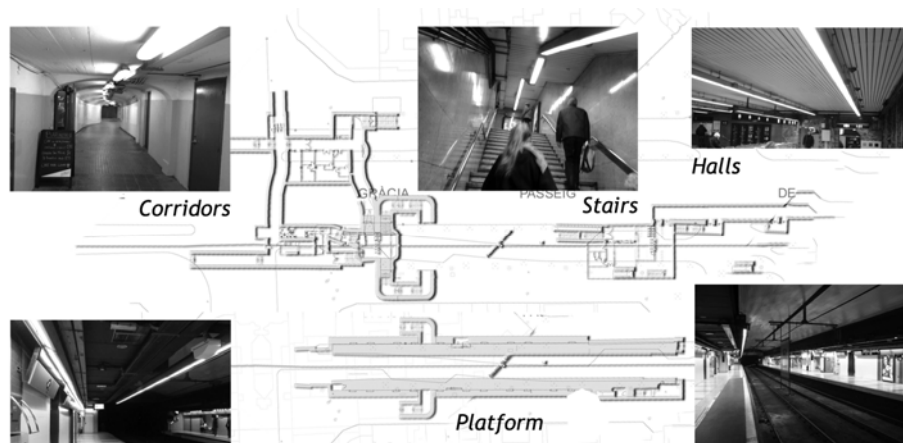 Halls
GRÀCIA
PASSEIG
DE
Corridors
Stairs
Platform